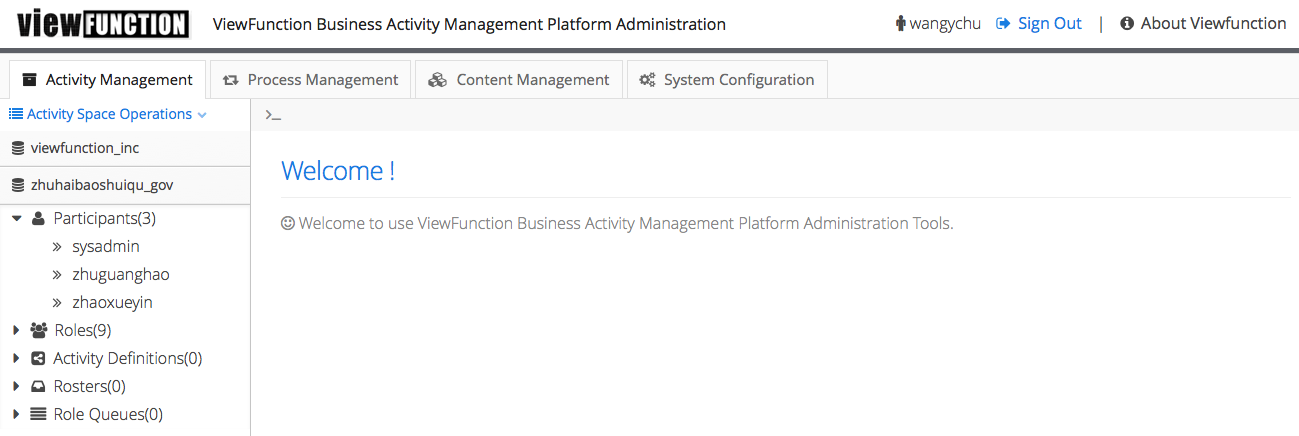 viewFUNCTION ViewFunction Business Activity Management Platform Administration wangychu Sign Out | About Viewfunction
Activity Management Process Management Content Management System Configuration
Activity Space Operations >_
viewfunction_inc
Welcome !
zhuhaibaoshuiqu_gov
Participants(3)
Welcome to use ViewFunction Business Activity Management Platform Administration Tools.
sysadmin
zhuguanghao
zhaoxueyin
Roles(9)
Activity Definitions(0)
Rosters(0)
Role Queues(0)